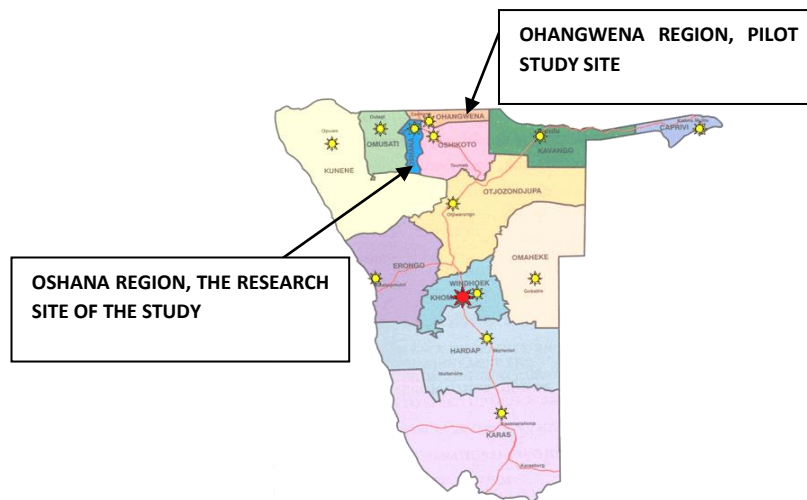 OHANGWENA REGION, PILOT
STUDY SITE
OHANGWENA
CAPRIVI
OMUSATI
OSHIKOTO
KAVANGO
KUNENE
OTJOZONDJUPA
ERONGO
OMAHEKE
WINDHOEK
OSHANA REGION, THE RESEARCH
SITE OF THE STUDY
HARDAP
KARAS